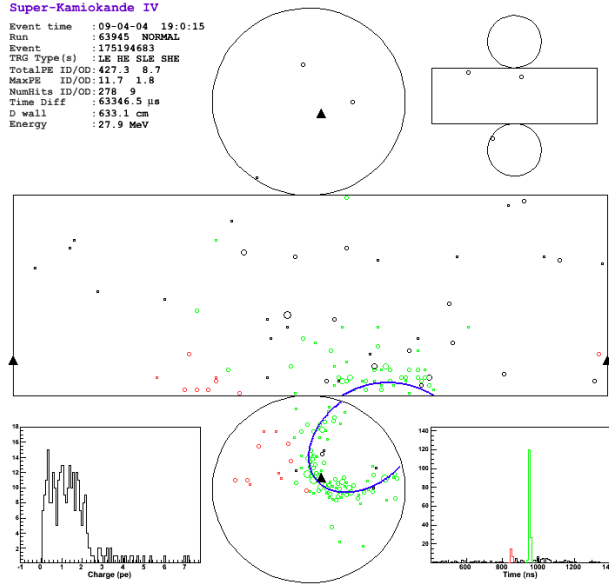 Super-Kamiokande IV
Event time : 09-04-04 19:0:15
Run : 63945 NORMAL
Event : 175194683
TRG Type(s) : LE HE SLE SHE
TotalPE ID/OD: 427.3 8.7
MaxPE ID/OD: 11.7 1.8
NumHits ID/OD: 278 9
Time Diff : 63346.5 μs
D wall : 633.1 cm
Energy : 27.9 MeV
18
16
14
12
10
8
6
4
2
-1 0 1 2 3 4 5 6 7
Charge (pe)
140
120
100
80
60
40
20
600 800 1000 1200
Time (ns)